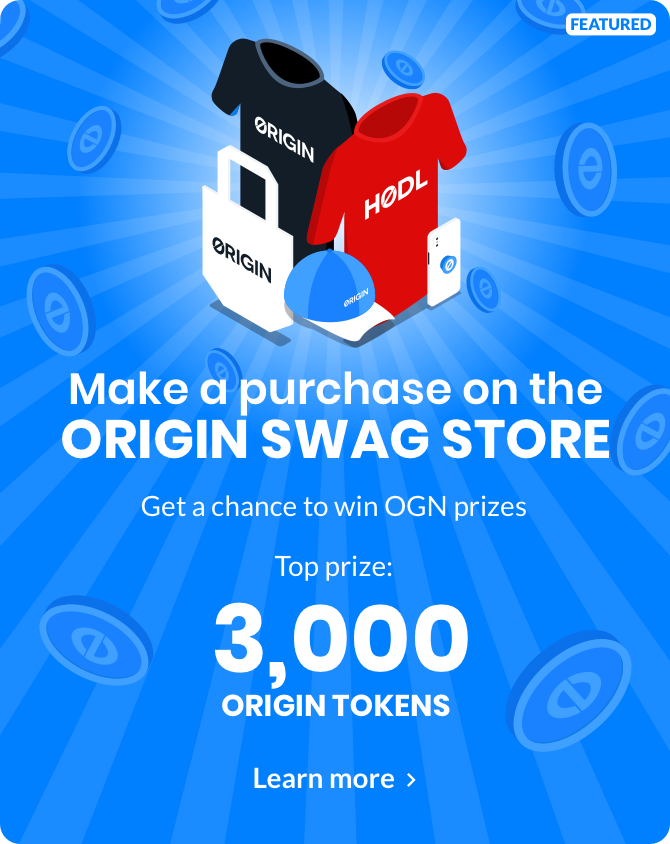 FEATURED
ØRIGIN
HØDL
ØRIGIN
ØRIGIN
Make a purchase on the
ORIGIN SWAG STORE
Get a chance to win OGN prizes
Top prize:
3,000
ORIGIN TOKENS
Learn more >